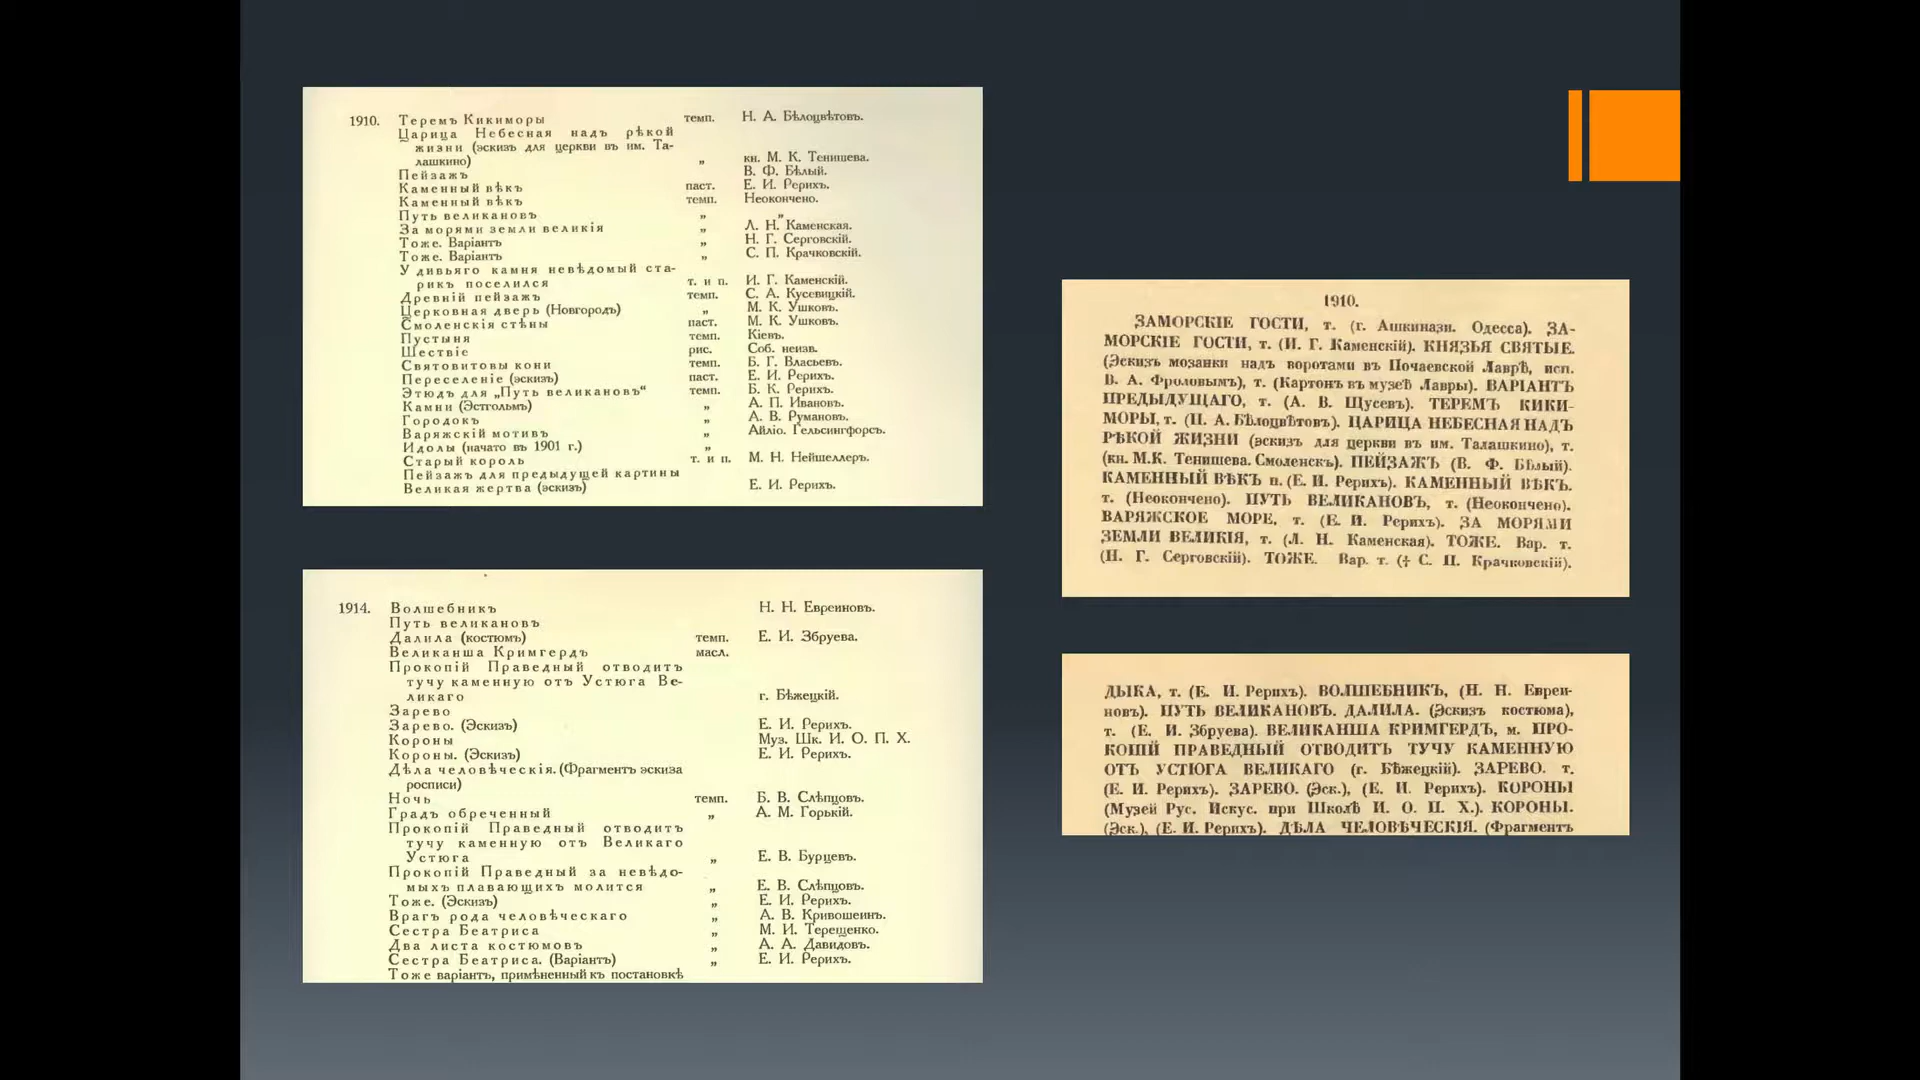 1910. Теремъ Кикиморы темп. Н. А. Бѣлоцвѣтовъ.
Царица Небесная надъ рѣкой
жизни (эскизъ для церкви въ им. Та-
лашкино) „ кн. М. К. Тенишева.
Пейзажъ В. Ф. Бѣлый.
Каменный вѣкъ паст. Е. И. Рерихъ.
Каменный вѣкъ темп. Неокончено.
Путь великановъ „ „
За морями земли великія „ Л. Н. Каменская.
Тоже. Варіантъ „ Н. Г. Серговскій.
Тоже. Варіантъ „ С. П. Крачковскій.
У дивьяго камня невѣдомый ста-
рикъ поселился т. и п. И. Г. Каменскій.
Древній пейзажъ темп. С. А. Кусевицкій.
Церковная дверь (Новгородъ) „ М. К. Ушковъ.
Смоленскія стѣны паст. М. К. Ушковъ.
Пустыня темп. Кіевъ.
Шествіе рис. Соб. неизв.
Святовитовы кони темп. Б. Г. Власьевъ.
Переселеніе (эскизъ) паст. Е. И. Рерихъ.
Этюдъ для „Путь великановъ“ темп. Б. К. Рерихъ.
Камни (Эстгольмъ) „ А. П. Ивановъ.
Городокъ „ А. В. Румановъ.
Варяжскій мотивъ „ Айліо. Гельсингфорсъ.
Идолы (начато въ 1901 г.) „
Старый король т. и п. М. Н. Нейшеллеръ.
Пейзажъ для предыдущей картины
Великая жертва (эскизъ) Е. И. Рерихъ.
1914. Волшебникъ Н. Н. Евреиновъ.
Путь великановъ
Далила (костюмъ) темп. Е. И. Збруева.
Великанша Кримгердъ масл.
Прокопій Праведный отводитъ
тучу каменную отъ Устюга Ве-
ликаго г. Бѣжецкій.
Зарево
Зарево. (Эскизъ) Е. И. Рерихъ.
Короны Муз. Шк. И. О. П. Х.
Короны. (Эскизъ) Е. И. Рерихъ.
Дѣла человѣческія. (Фрагментъ эскиза
росписи)
Ночь темп. Б. В. Слѣпцовъ.
Градъ обреченный „ А. М. Горькій.
Прокопій Праведный отводитъ
тучу каменную отъ Великаго
Устюга „ Е. В. Бурцевъ.
Прокопій Праведный за невѣдо-
мыхъ плавающихъ молится „ Е. В. Слѣпцовъ.
Тоже. (Эскизъ) „ Е. И. Рерихъ.
Врагъ рода человѣческаго „ А. В. Кривошеинъ.
Сестра Беатриса „ М. И. Терещенко.
Два листа костюмовъ „ А. А. Давидовъ.
Сестра Беатриса. (Варіантъ) „ Е. И. Рерихъ.
Тоже варіантъ, примѣненный къ постановкѣ
1910.
ЗАМОРСКІЕ ГОСТИ, т. (г. Ашкинази. Одесса). ЗА-
МОРСКІЕ ГОСТИ, т. (И. Г. Каменскій). КНЯЗЬЯ СВЯТЫЕ.
(Эскизъ мозаики надъ воротами въ Почаевской Лаврѣ, исп.
В. А. Фроловымъ), т. (Картонъ въ музеѣ Лавры). ВАРІАНТЪ
ПРЕДЫДУЩАГО, т. (А. В. Щусевъ). ТЕРЕМЪ КИКИ-
МОРЫ, т. (Н. А. Бѣлоцвѣтовъ). ЦАРИЦА НЕБЕСНАЯ НАДЪ
РѢКОЙ ЖИЗНИ (эскизъ для церкви въ им. Талашкино), т.
(кн. М.К. Тенишева. Смоленскъ). ПЕЙЗАЖЪ (В. Ф. Бѣлый).
КАМЕННЫЙ ВѢКЪ п. (Е. И. Рерихъ). КАМЕННЫЙ ВѢКЪ.
т. (Неокончено). ПУТЬ ВЕЛИКАНОВЪ, т. (Неокончено).
ВАРЯЖСКОЕ МОРЕ, т. (Е. И. Рерихъ). ЗА МОРЯМИ
ЗЕМЛИ ВЕЛИКІЯ, т. (Л. Н. Каменская). ТОЖЕ. Вар. т.
(Н. Г. Серговскій). ТОЖЕ. Вар. т. († С. П. Крачковскій).
ДЫКА, т. (Е. И. Рерихъ). ВОЛШЕБНИКЪ, (Н. Н. Евреи-
новъ). ПУТЬ ВЕЛИКАНОВЪ. ДАЛИЛА. (Эскизъ костюма),
т. (Е. И. Збруева). ВЕЛИКАНША КРИМГЕРДЪ, м. ПРО-
КОПІЙ ПРАВЕДНЫЙ ОТВОДИТЪ ТУЧУ КАМЕННУЮ
ОТЪ УСТЮГА ВЕЛИКАГО (г. Бѣжецкій). ЗАРЕВО. т.
(Е. И. Рерихъ). ЗАРЕВО. (Эск.), (Е. И. Рерихъ). КОРОНЫ
(Музей Рус. Искус. при Школѣ И. О. П. Х.). КОРОНЫ.
(Эск.), (Е. И. Рерихъ). ДѢЛА ЧЕЛОВѢЧЕСКІЯ. (Фрагментъ